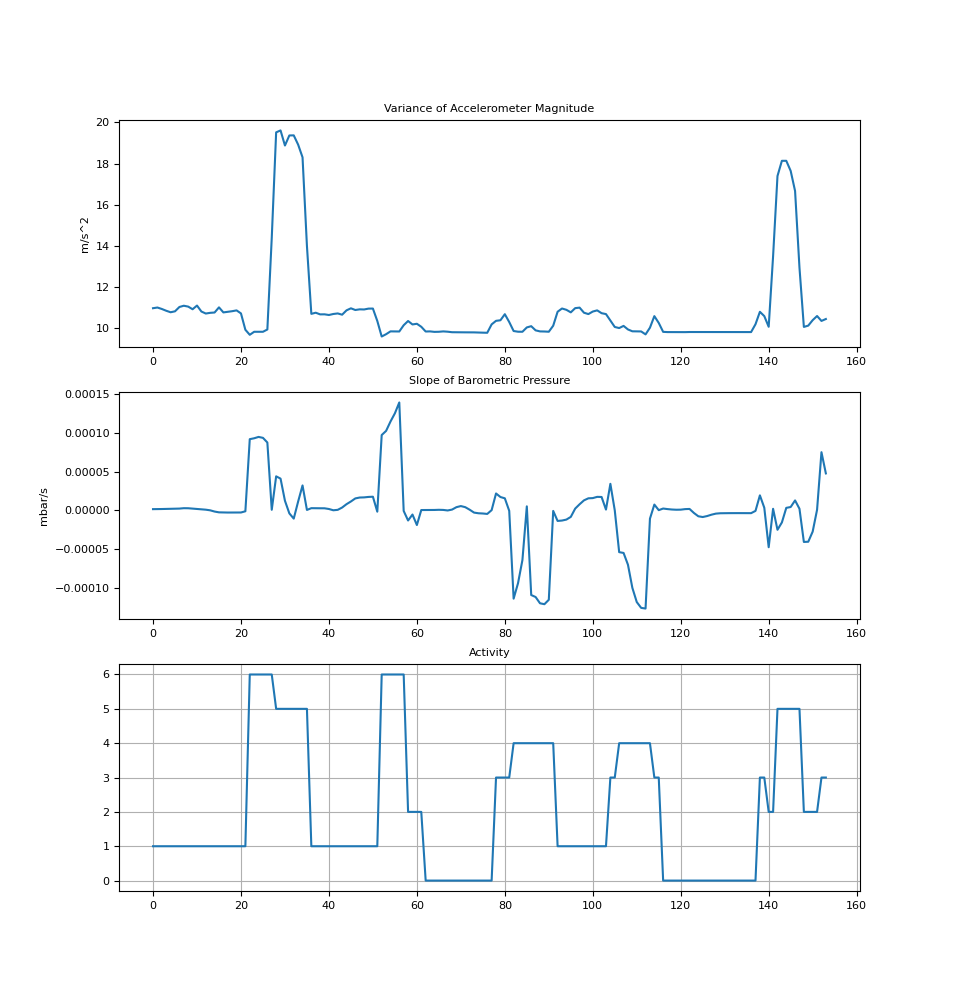 Variance of Accelerometer Magnitude
20
18
16
14
12
10
m/s^2
0 20 40 60 80 100 120 140 160
Slope of Barometric Pressure
0.00015
0.00010
0.00005
0.00000
−0.00005
−0.00010
mbar/s
0 20 40 60 80 100 120 140 160
Activity
6
5
4
3
2
1
0
0 20 40 60 80 100 120 140 160